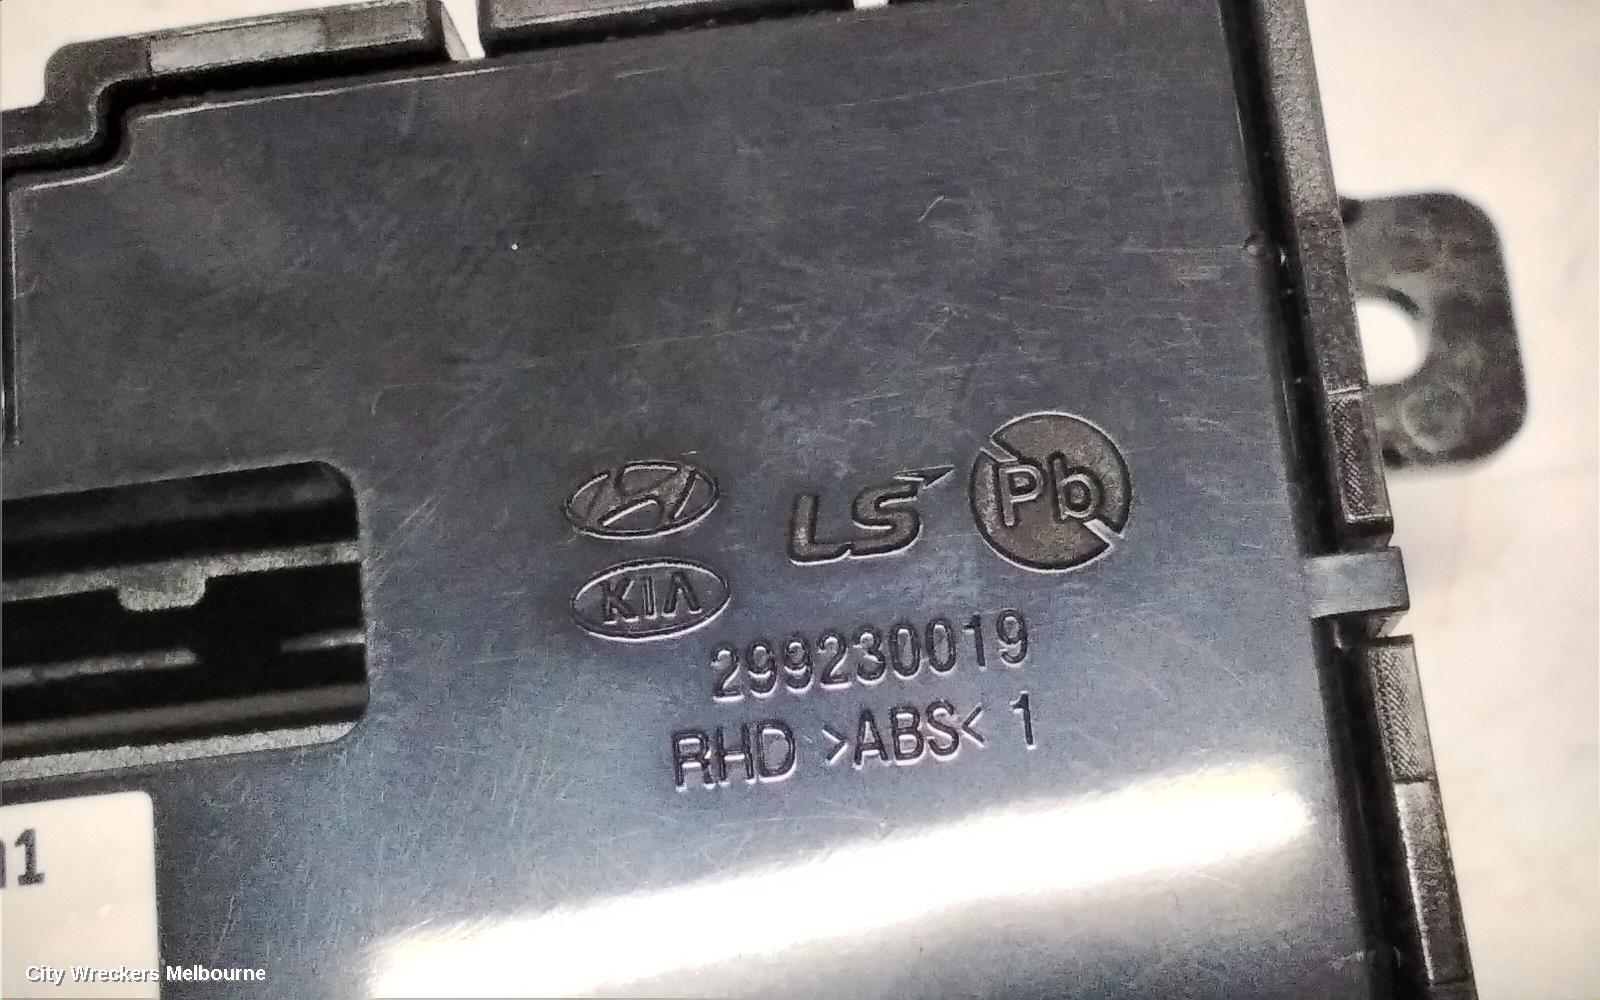 LS Pb
KIA
299230019
RHD >ABS< 1
City Wreckers Melbourne